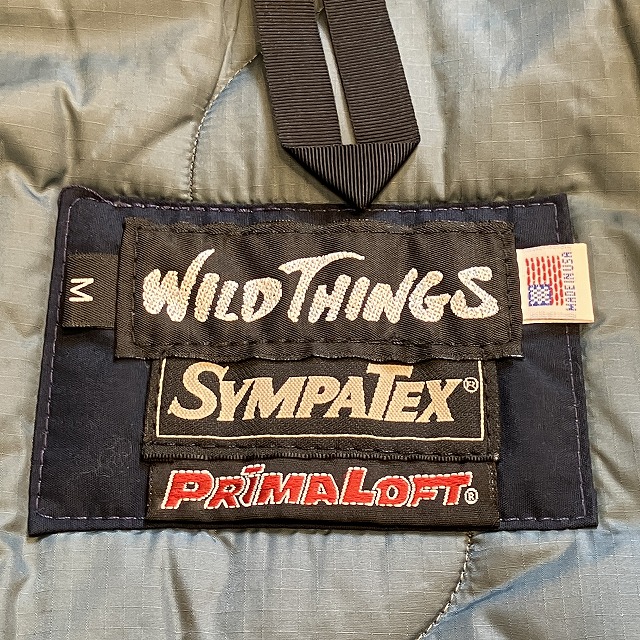 M
WILD THINGS
MADE IN USA
SYMPATEX®
PRIMALOFT®